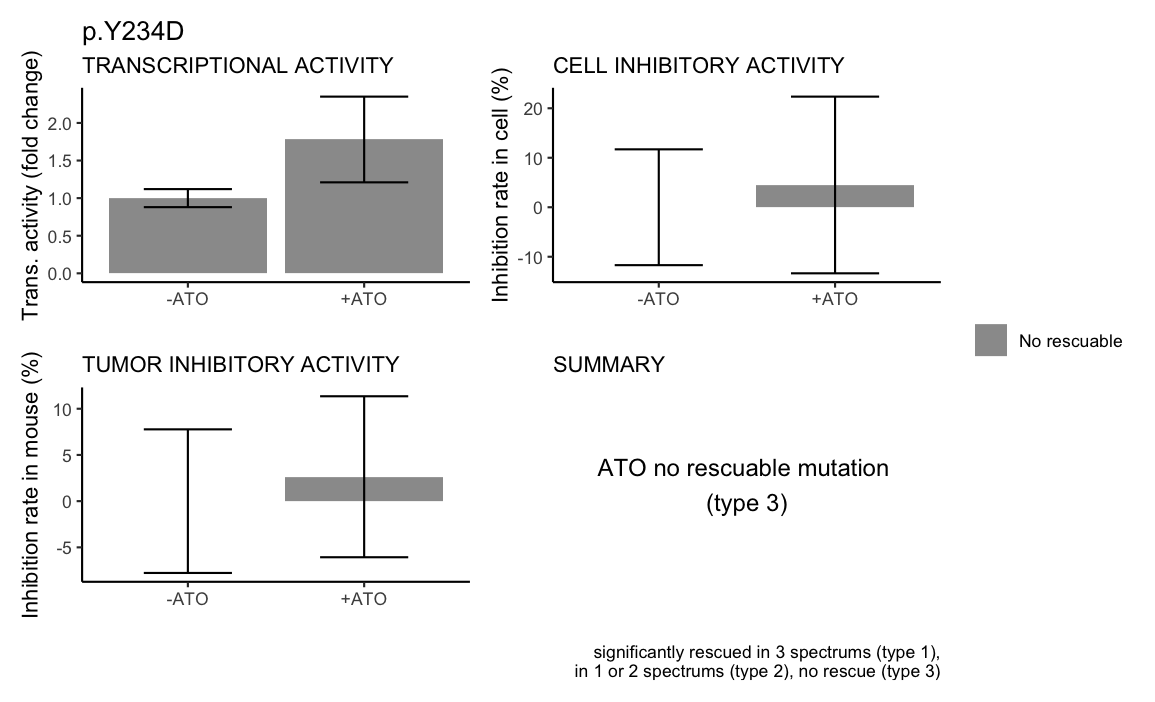 p.Y234D
TRANSCRIPTIONAL ACTIVITY
Trans. activity (fold change)
2.0
1.5
1.0
0.5
0.0
-ATO
+ATO
CELL INHIBITORY ACTIVITY
Inhibition rate in cell (%)
20
10
0
-10
-ATO
+ATO
No rescuable
TUMOR INHIBITORY ACTIVITY
Inhibition rate in mouse (%)
10
5
0
-5
-ATO
+ATO
SUMMARY
ATO no rescuable mutation
(type 3)
significantly rescued in 3 spectrums (type 1),
in 1 or 2 spectrums (type 2), no rescue (type 3)